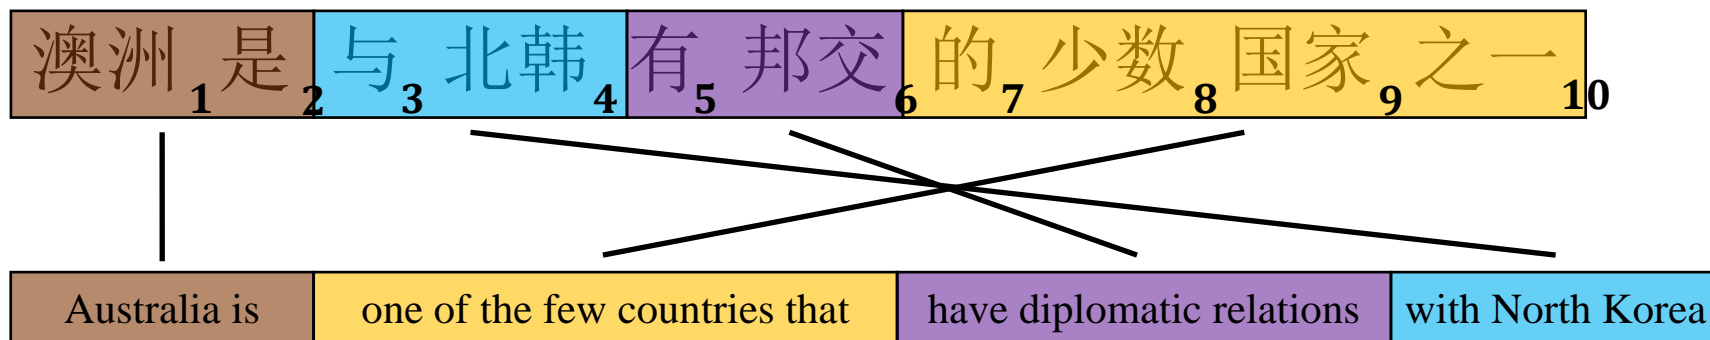 澳洲 是 与 北韩 有 邦交 的 少数 国家 之一
1 2 3 4 5 6 7 8 9 10
Australia is one of the few countries that have diplomatic relations with North Korea